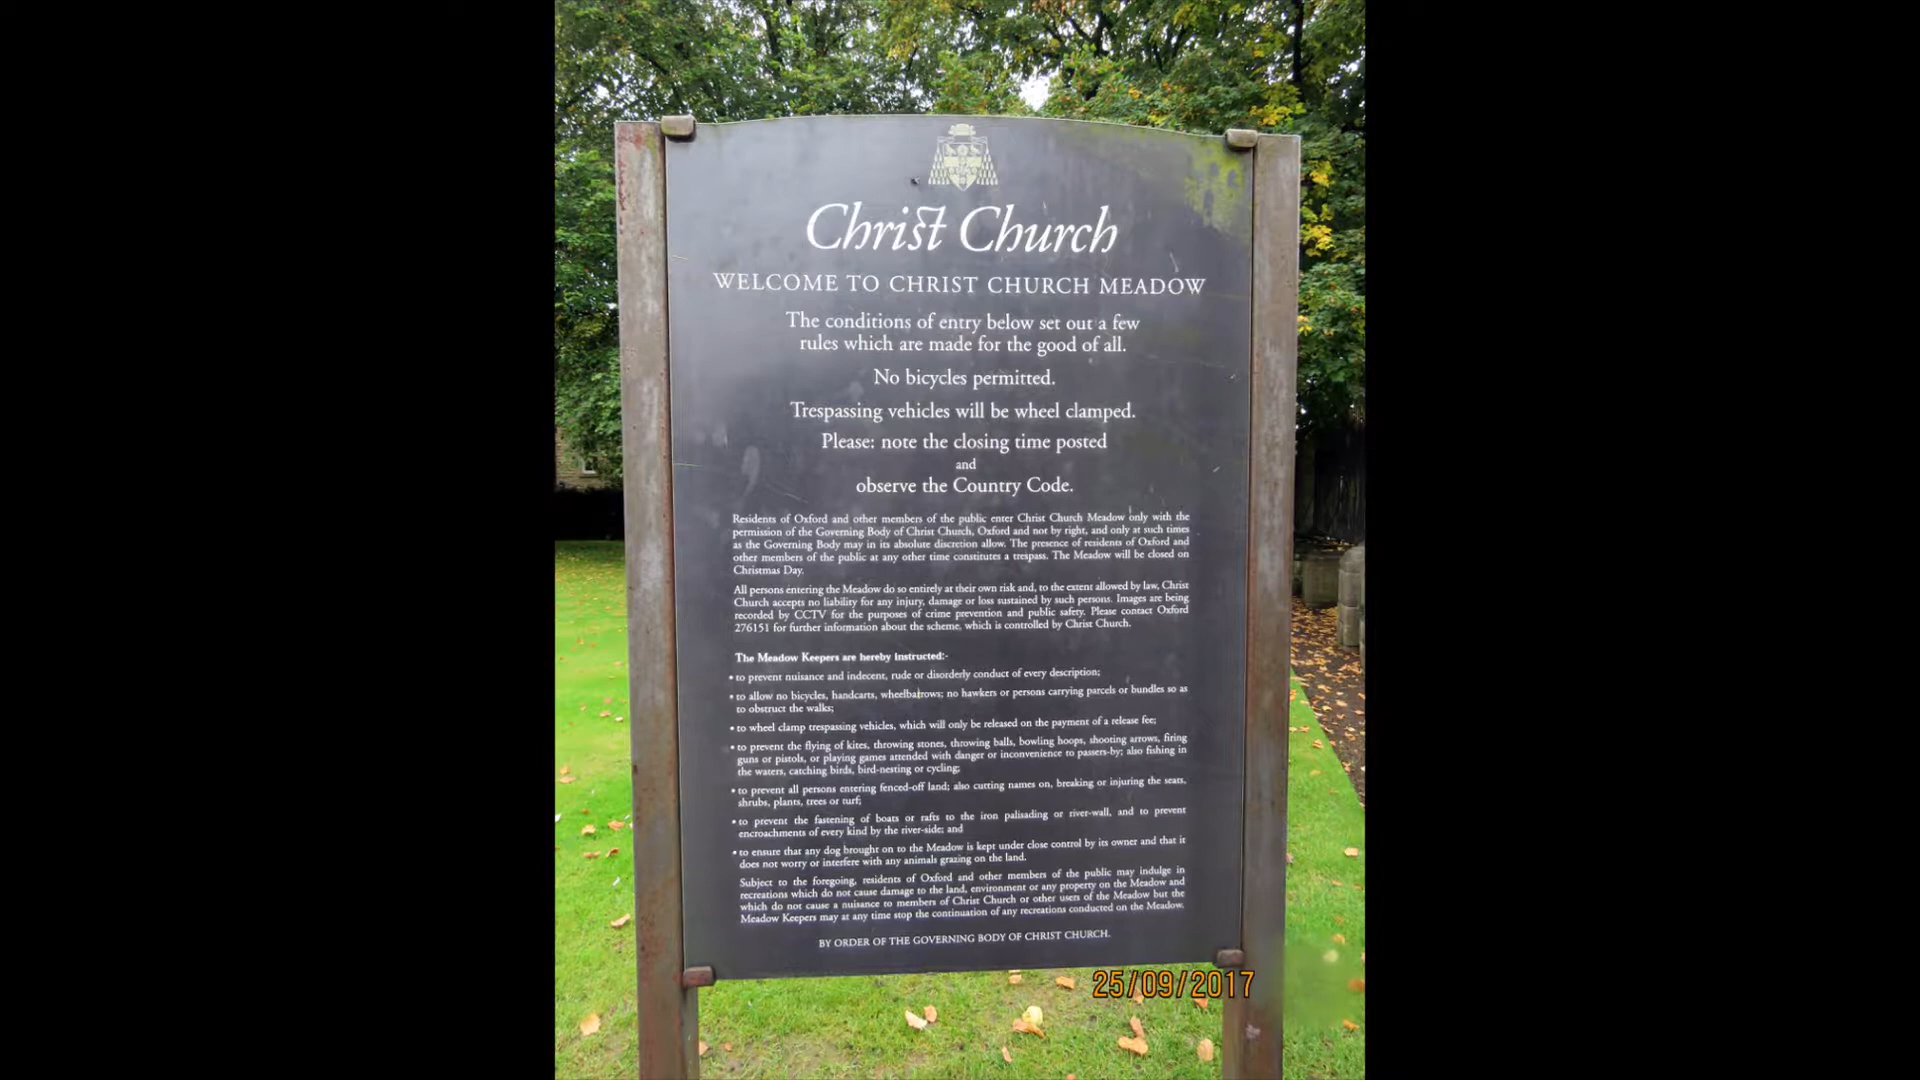 Christ Church
WELCOME TO CHRIST CHURCH MEADOW
The conditions of entry below set out a few
rules which are made for the good of all.
No bicycles permitted.
Trespassing vehicles will be wheel clamped.
Please: note the closing time posted
and
observe the Country Code.
Residents of Oxford and other members of the public enter Christ Church Meadow only with the
permission of the Governing Body of Christ Church, Oxford and not by right, and only at such times
as the Governing Body may in its absolute discretion allow. The presence of residents of Oxford and
other members of the public at any other time constitutes a trespass. The Meadow will be closed on
Christmas Day.
All persons entering the Meadow do so entirely at their own risk and, to the extent allowed by law, Christ
Church accepts no liability for any injury, damage or loss sustained by such persons. Images are being
recorded by CCTV for the purposes of crime prevention and public safety. Please contact Oxford
276151 for further information about the scheme, which is controlled by Christ Church.
The Meadow Keepers are hereby Instructed:-
• to prevent nuisance and indecent, rude or disorderly conduct of every description;
• to allow no bicycles, handcarts, wheelbarrows; no hawkers or persons carrying parcels or bundles so as
to obstruct the walks;
• to wheel clamp trespassing vehicles, which will only be released on the payment of a release fee;
• to prevent the flying of kites, throwing stones, throwing balls, bowling hoops, shooting arrows, firing
guns or pistols, or playing games attended with danger or inconvenience to passers-by; also fishing in
the waters, catching birds, bird-nesting or cycling;
• to prevent all persons entering fenced-off land; also cutting names on, breaking or injuring the seats,
shrubs, plants, trees or turf;
• to prevent the fastening of boats or rafts to the iron palisading or river-wall, and to prevent
encroachments of every kind by the river-side; and
• to ensure that any dog brought on to the Meadow is kept under close control by its owner and that it
does not worry or interfere with any animals grazing on the land.
Subject to the foregoing, residents of Oxford and other members of the public may indulge in
recreations which do not cause damage to the land, environment or any property on the Meadow and
which do not cause a nuisance to members of Christ Church or other users of the Meadow but the
Meadow Keepers may at any time stop the continuation of any recreations conducted on the Meadow.
BY ORDER OF THE GOVERNING BODY OF CHRIST CHURCH.
25/09/2017